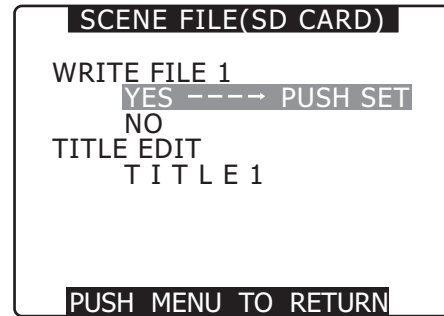 SCENE FILE(SD CARD)
WRITE FILE 1
YES ----→ PUSH SET
NO
TITLE EDIT
T I T L E 1
PUSH MENU TO RETURN